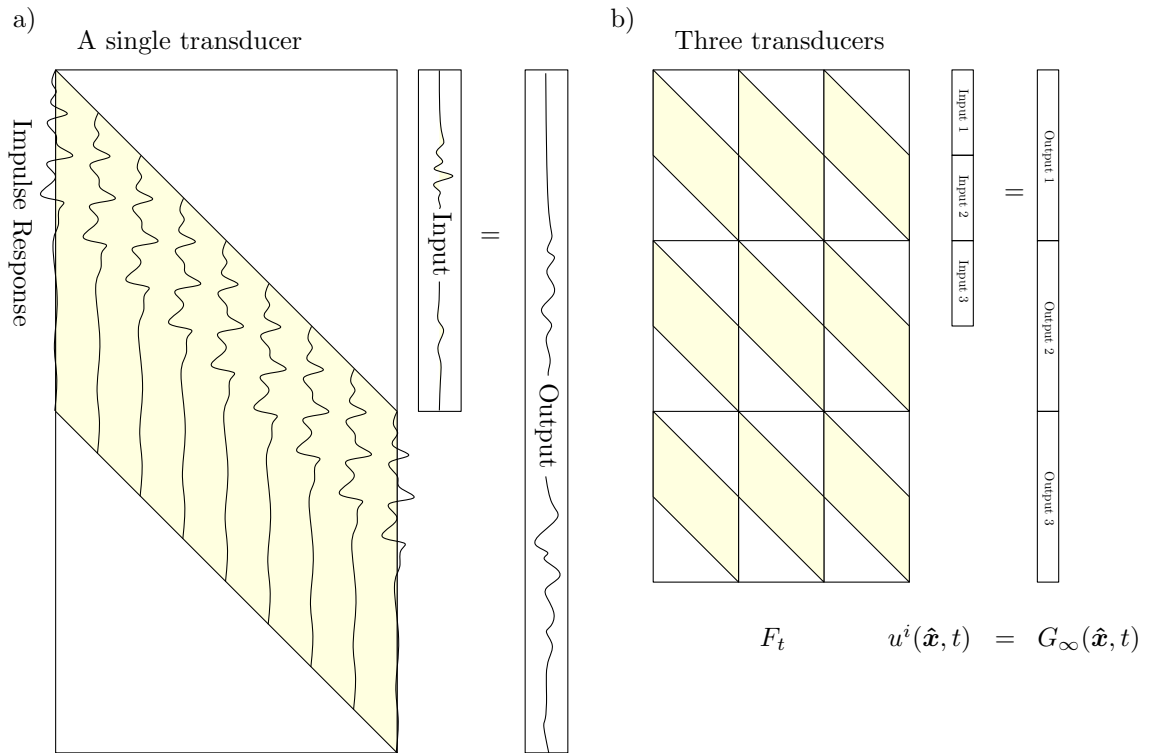 a)
A single transducer
Impulse Response
Input
=
Output
b)
Three transducers
Input 1
Input 2
Input 3
=
Output 1
Output 2
Output 3
F_t u^i(x̂, t) = G_∞(x̂, t)